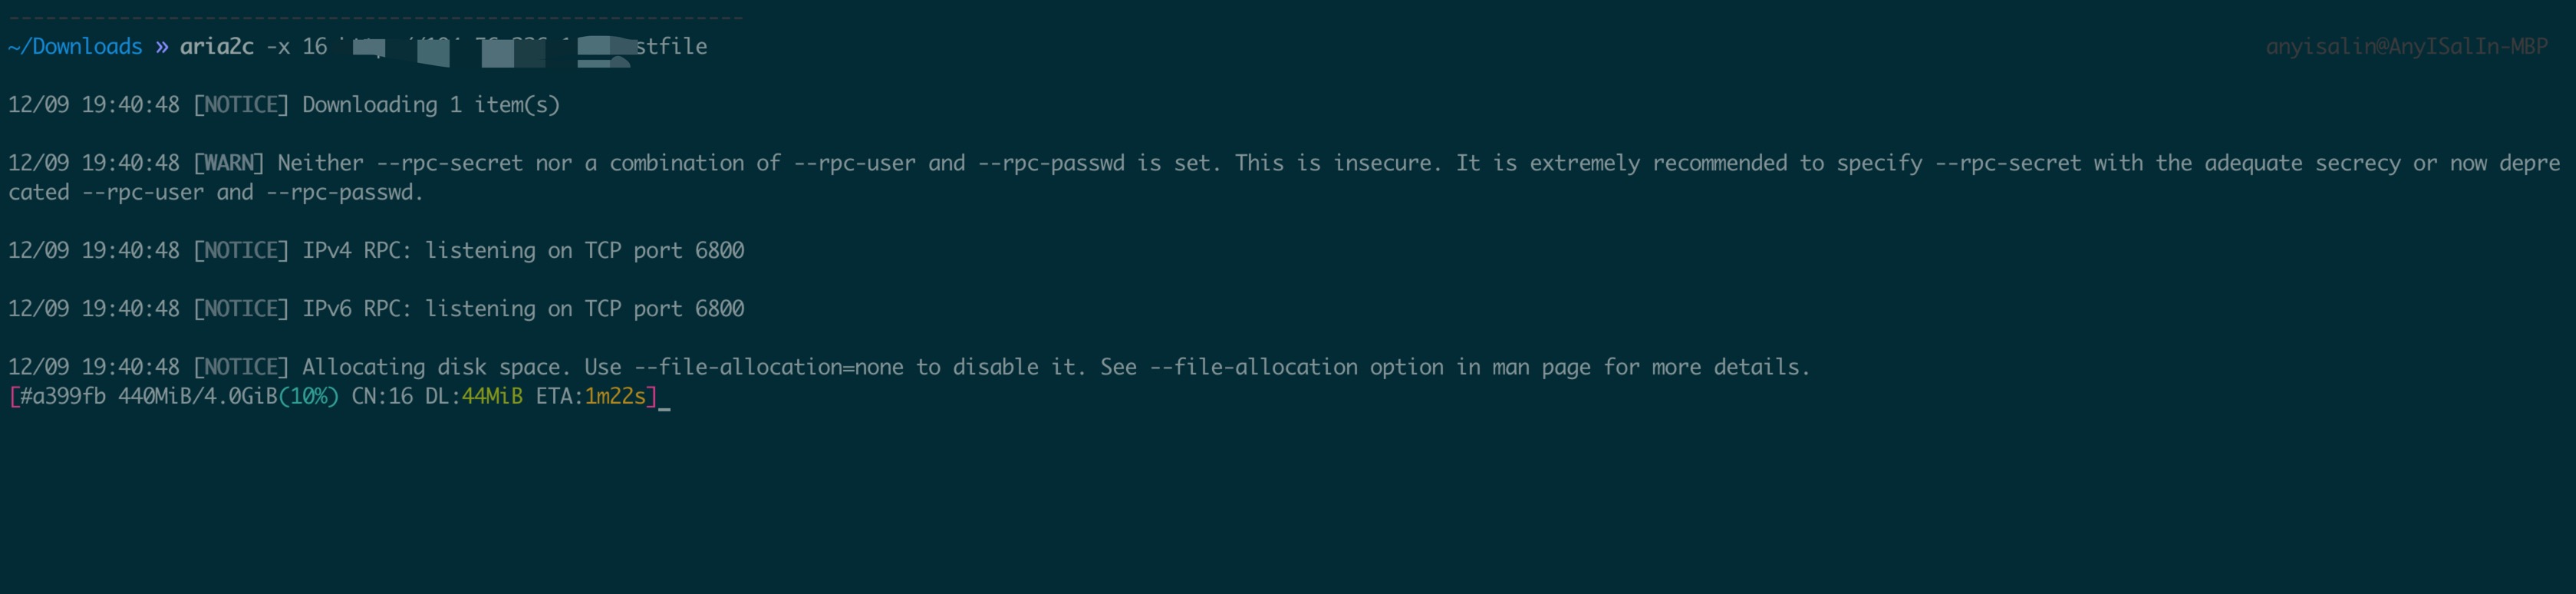 ~/Downloads » aria2c -x 16 stfile anyisalin@AnyISalIn-MBP
12/09 19:40:48 [NOTICE] Downloading 1 item(s)
12/09 19:40:48 [WARN] Neither --rpc-secret nor a combination of --rpc-user and --rpc-passwd is set. This is insecure. It is extremely recommended to specify --rpc-secret with the adequate secrecy or now depre
cated --rpc-user and --rpc-passwd.
12/09 19:40:48 [NOTICE] IPv4 RPC: listening on TCP port 6800
12/09 19:40:48 [NOTICE] IPv6 RPC: listening on TCP port 6800
12/09 19:40:48 [NOTICE] Allocating disk space. Use --file-allocation=none to disable it. See --file-allocation option in man page for more details.
[#a399fb 440MiB/4.0GiB(10%) CN:16 DL:44MiB ETA:1m22s]